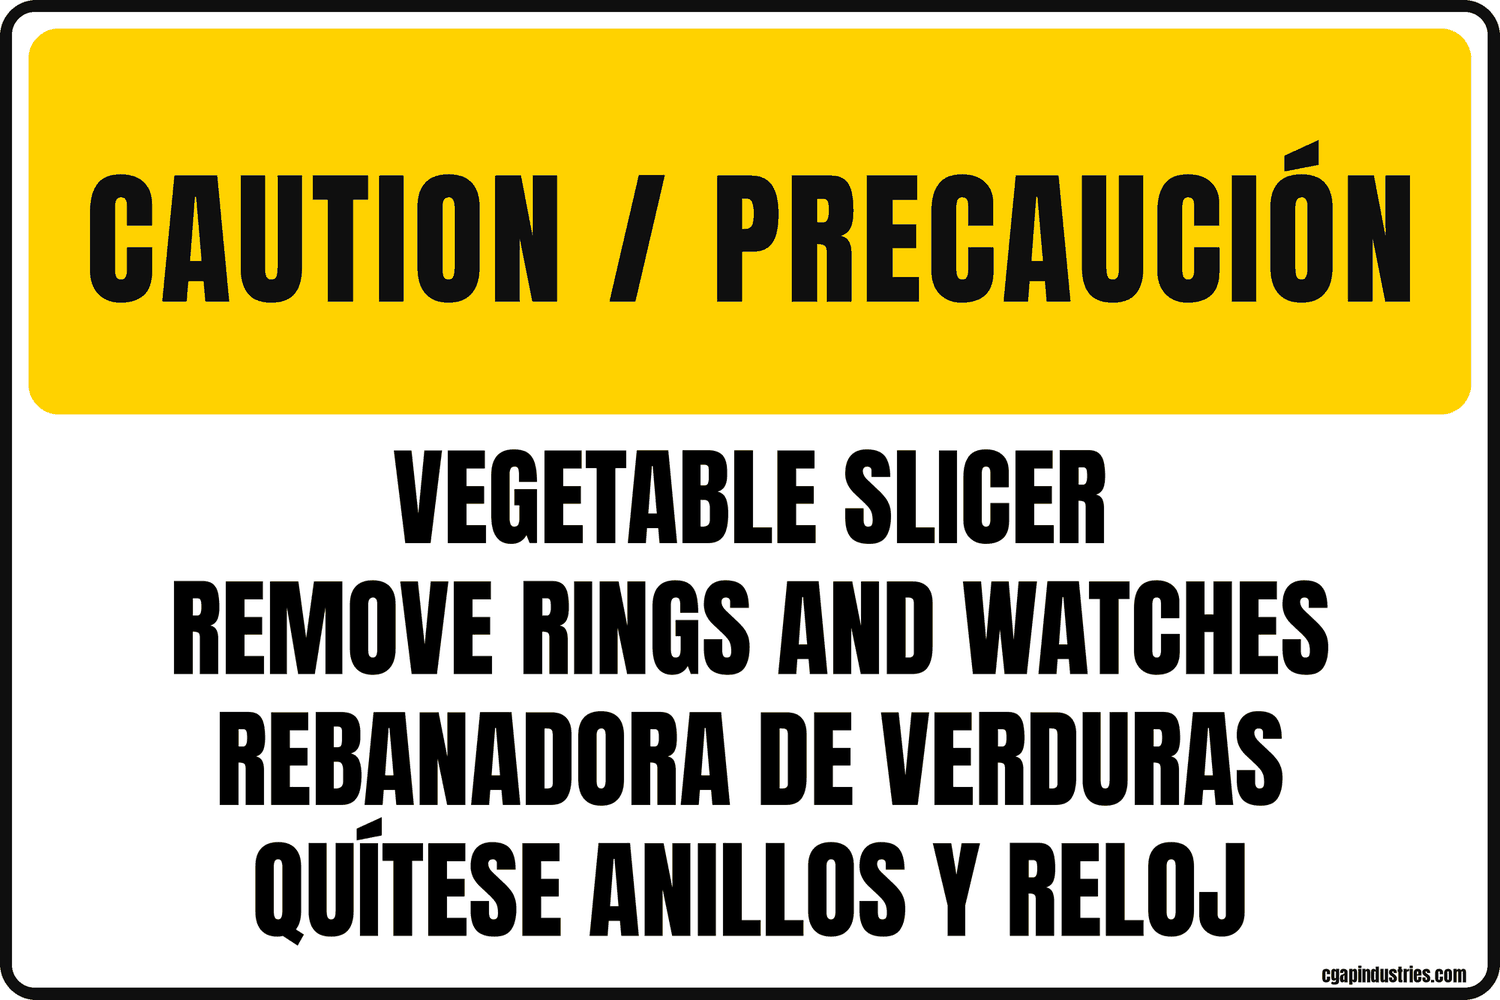 CAUTION / PRECAUCIÓN
VEGETABLE SLICER
REMOVE RINGS AND WATCHES
REBANADORA DE VERDURAS
QUÍTESE ANILLOS Y RELOJ
cgapindustries.com